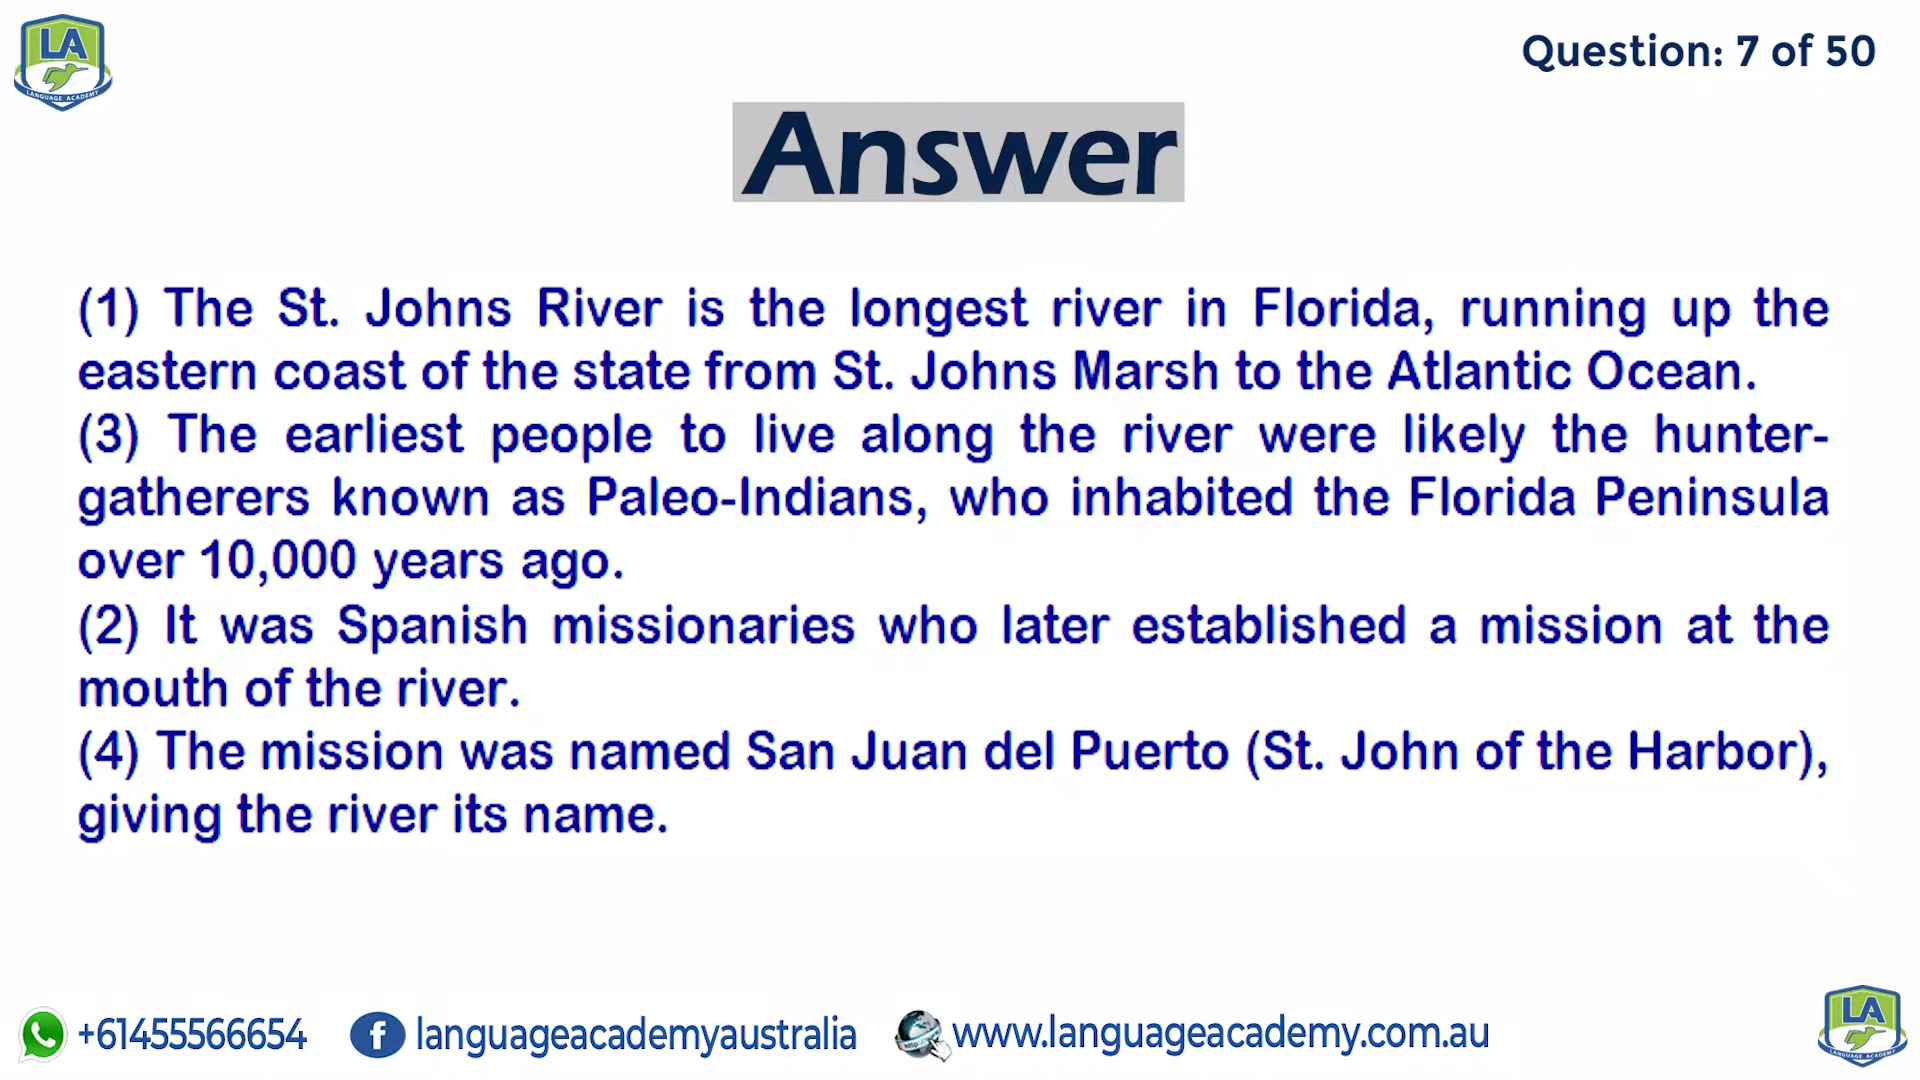 LA
LANGUAGE ACADEMY
Question: 7 of 50
Answer
(1) The St. Johns River is the longest river in Florida, running up the
eastern coast of the state from St. Johns Marsh to the Atlantic Ocean.
(3) The earliest people to live along the river were likely the hunter-
gatherers known as Paleo-Indians, who inhabited the Florida Peninsula
over 10,000 years ago.
(2) It was Spanish missionaries who later established a mission at the
mouth of the river.
(4) The mission was named San Juan del Puerto (St. John of the Harbor),
giving the river its name.
+61455566654
f languageacademyaustralia
http:// www.languageacademy.com.au
LA
LANGUAGE ACADEMY